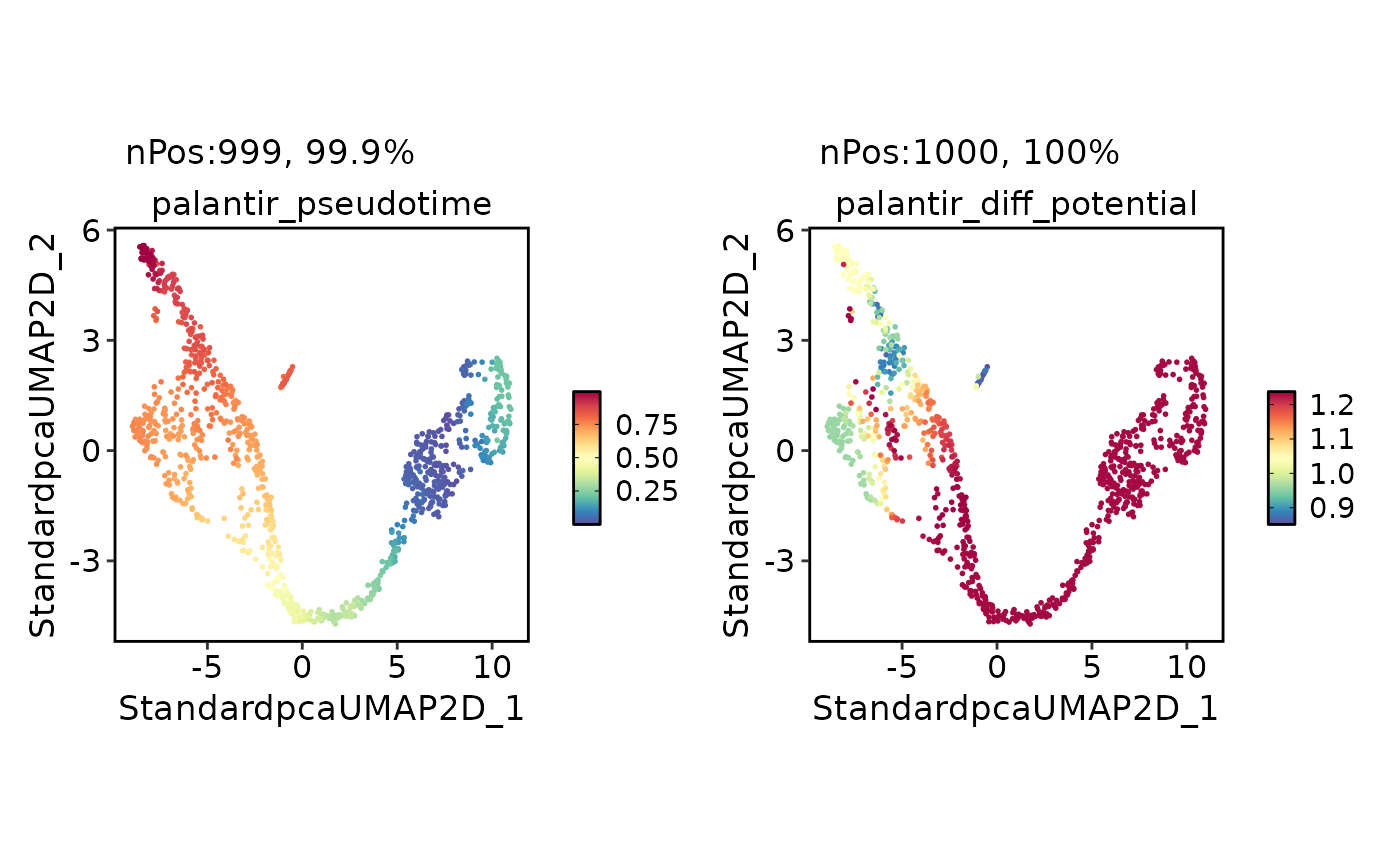 nPos:999, 99.9%
palantir_pseudotime
StandardpcaUMAP2D_2
6
3
0
-3
-5 0 5 10
StandardpcaUMAP2D_1
0.75
0.50
0.25
nPos:1000, 100%
palantir_diff_potential
StandardpcaUMAP2D_2
6
3
0
-3
-5 0 5 10
StandardpcaUMAP2D_1
1.2
1.1
1.0
0.9